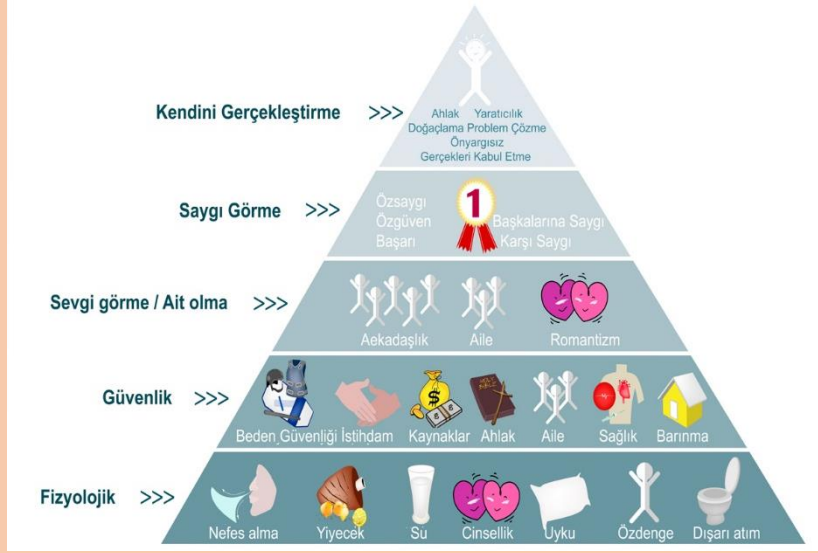 Kendini Gerçekleştirme >>>
Ahlak Yaratıcılık
Doğaçlama Problem Çözme
Önyargısız
Gerçekleri Kabul Etme
Saygı Görme >>>
Özsaygı
Özgüven
Başarı
1
Başkalarına Saygı
Karşı Saygı
Sevgi görme / Ait olma >>>
Aekadaşlık Aile Romantizm
Güvenlik >>>
$
Beden Güvenliği İstihdam Kaynaklar Ahlak Aile Sağlık Barınma
Fizyolojik >>>
Nefes alma Yiyecek Su Cinsellik Uyku Özdenge Dışarı atım